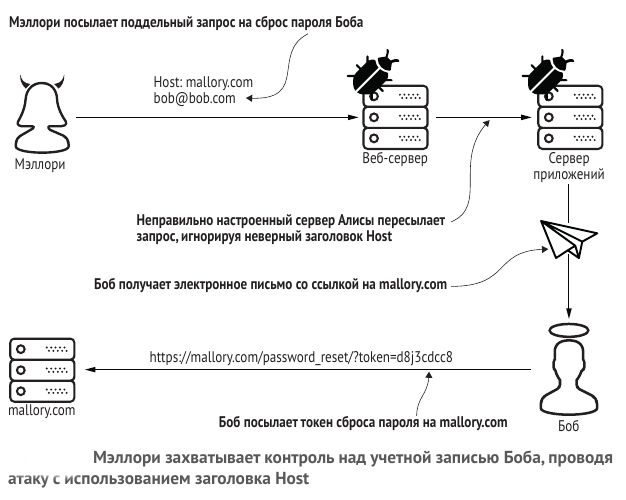 Мэллори посылает поддельный запрос на сброс пароля Боба
Host: mallory.com
bob@bob.com
Мэллори
Веб-сервер
Сервер
приложений
Неправильно настроенный сервер Алисы пересылает
запрос, игнорируя неверный заголовок Host
Боб получает электронное письмо со ссылкой на mallory.com
https://mallory.com/password_reset/?token=d8j3cdcc8
mallory.com
Боб посылает токен сброса пароля на mallory.com
Боб
Мэллори захватывает контроль над учетной записью Боба, проводя
атаку с использованием заголовка Host